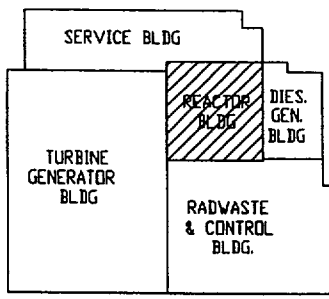 SERVICE BLDG
REACTOR
BLDG
DIES.
GEN.
BLDG
TURBINE
GENERATOR
BLDG
RADWASTE
& CONTROL
BLDG.